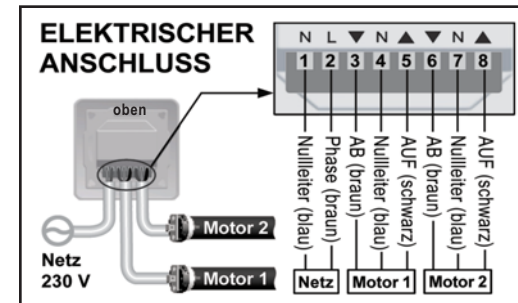 ELEKTRISCHER
ANSCHLUSS
oben
Netz
230 V
Motor 2
Motor 1
N L ▼ N ▲ ▼ N ▲
1 2 3 4 5 6 7 8
Nullleiter (blau)
Phase (braun)
AB (braun)
Nullleiter (blau)
AUF (schwarz)
AB (braun)
Nullleiter (blau)
AUF (schwarz)
Netz Motor 1 Motor 2